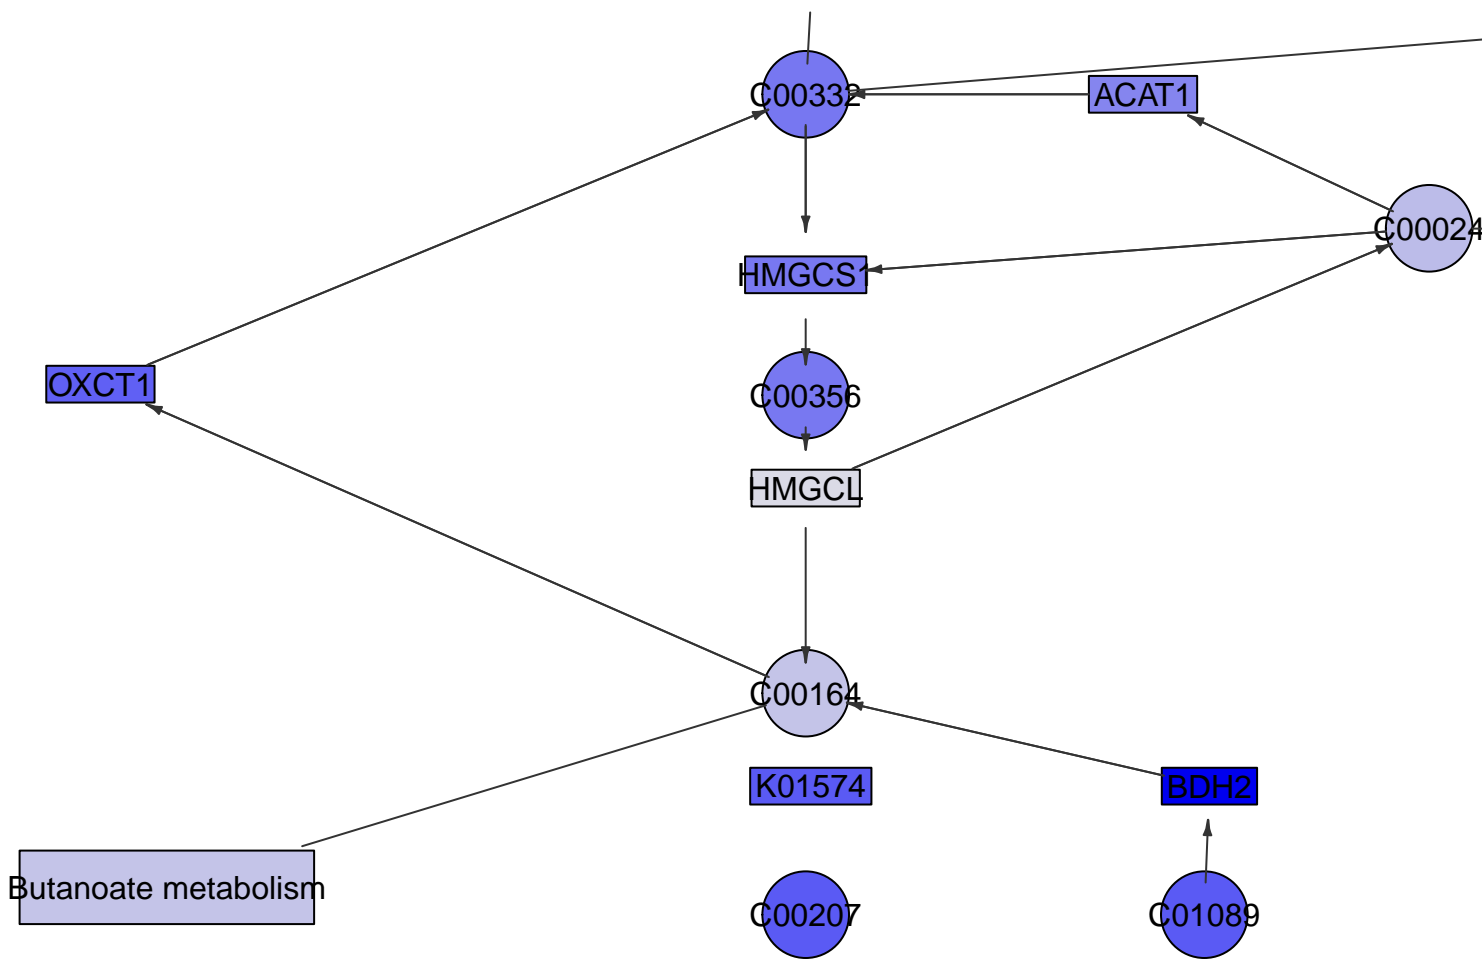 C00332
ACAT1
C00024
HMGCS1
OXCT1
C00356
HMGCL
C00164
K01574
BDH2
Butanoate metabolism
C00207
C01089